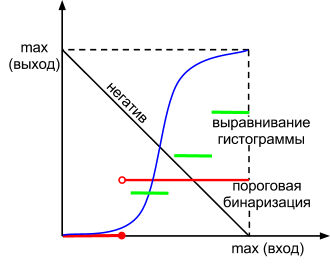 max
(выход)
негатив
выравнивание
гистограммы
пороговая
бинаризация
max (вход)